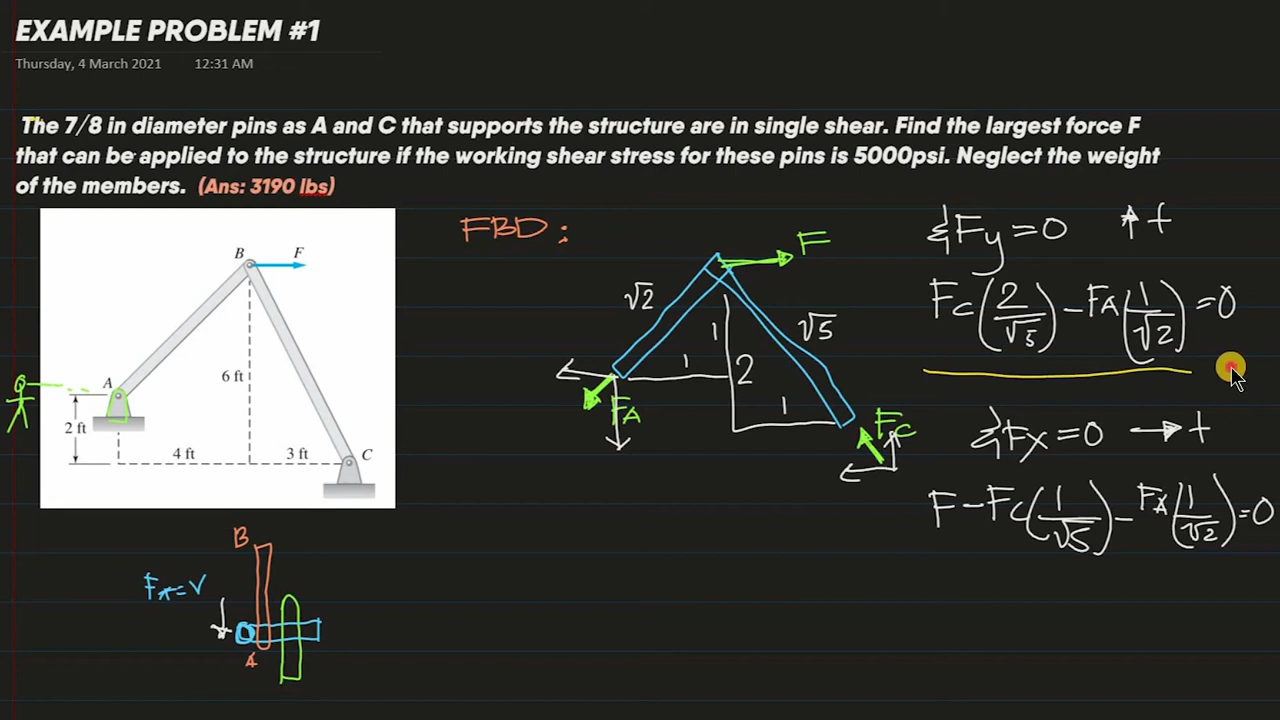 EXAMPLE PROBLEM #1
Thursday, 4 March 2021 12:31 AM
The 7/8 in diameter pins as A and C that supports the structure are in single shear. Find the largest force F
that can be applied to the structure if the working shear stress for these pins is 5000psi. Neglect the weight
of the members. (Ans: 3190 lbs)
B F
A
6 ft
2 ft
4 ft 3 ft
C
FBD:
F
√2
1
√5
1
2
FA
1
FC
ΣFy=0 ↑+
FC(2/√5)-FA(1/√2)=0
ΣFx=0 →+
F-FC(1/√5)-FA(1/√2)=0
B
FA=V
A